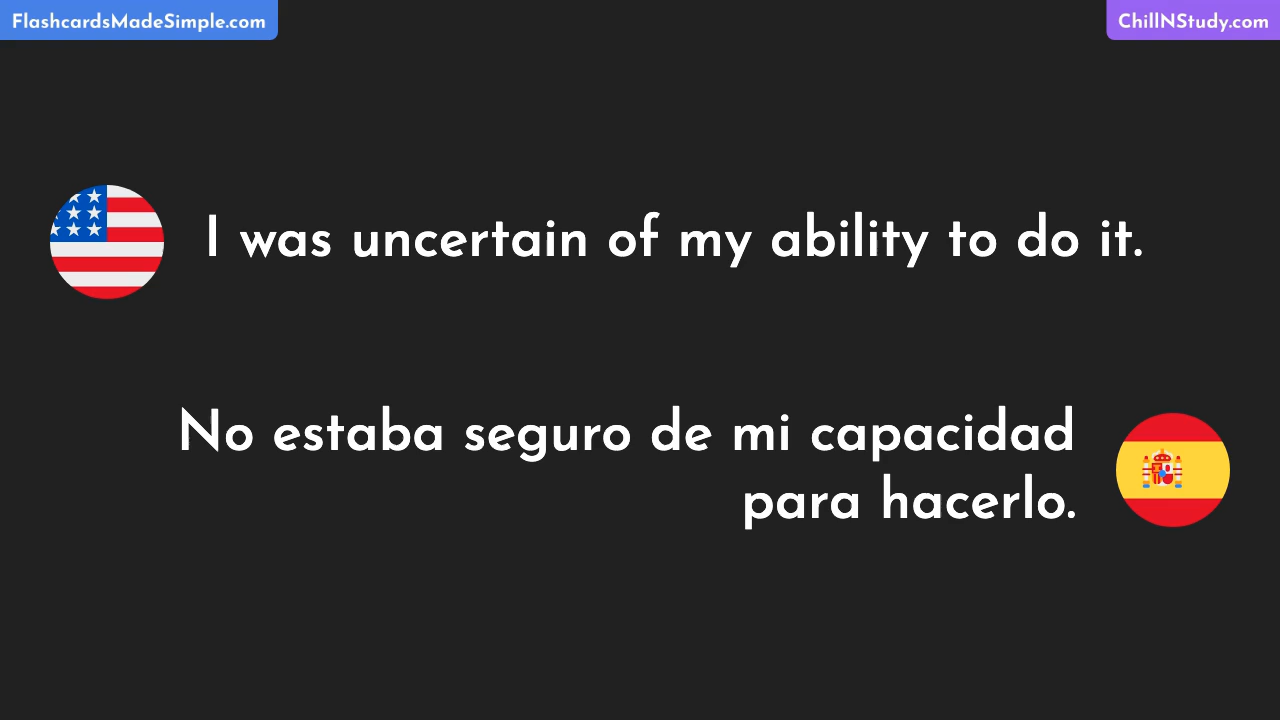 FlashcardsMadeSimple.com
ChillNStudy.com
I was uncertain of my ability to do it.
No estaba seguro de mi capacidad
para hacerlo.